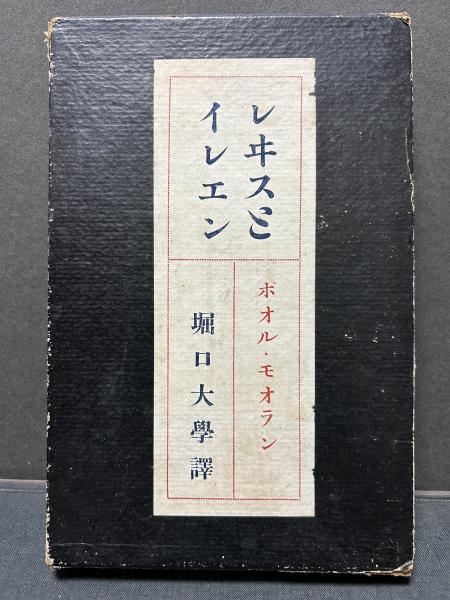 レヰスと
イレエン
ポオル・モオラン
堀口大學譯